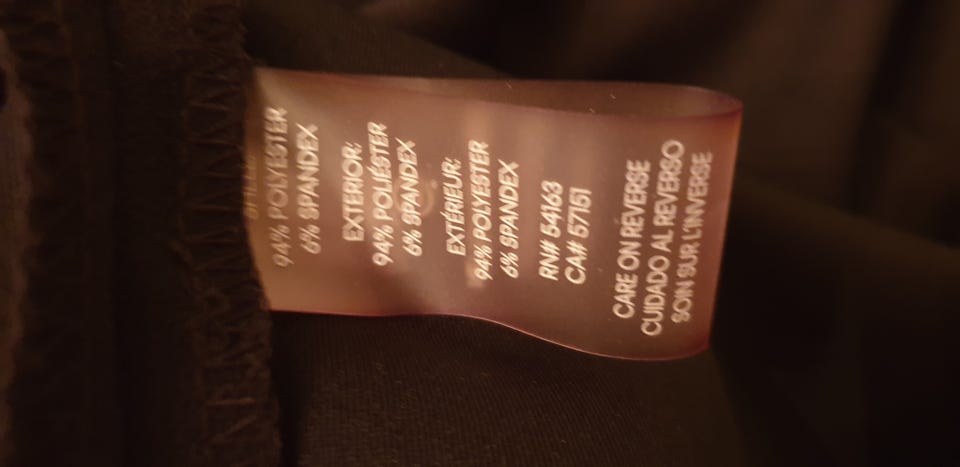 94% POLYESTER
6% SPANDEX
EXTERIOR:
94% POLIÉSTER
6% SPANDEX
EXTÉRIEUR:
94% POLYESTER
6% SPANDEX
RN# 54163
CA# 57151
CARE ON REVERSE
CUIDADO AL REVERSO
SOIN SUR L'INVERSE